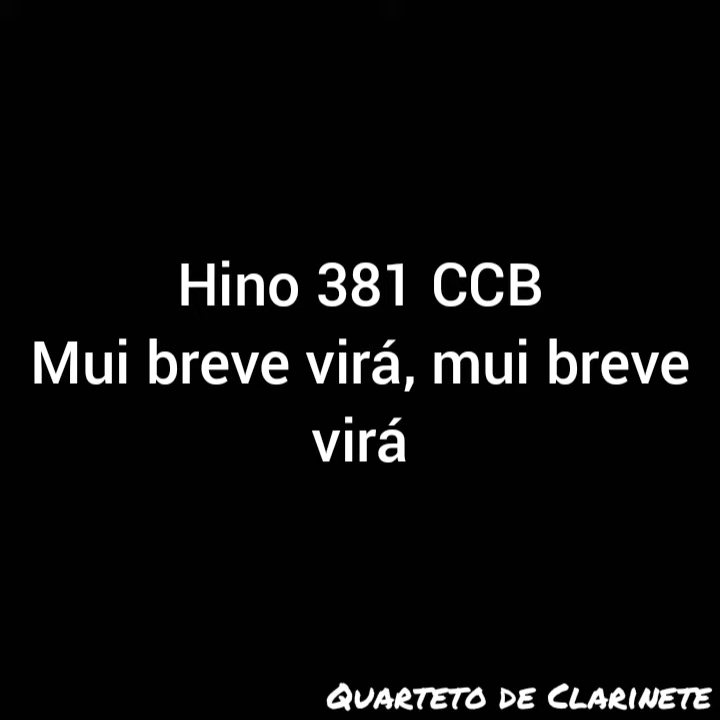 Hino 381 CCB
Mui breve virá, mui breve
virá
Quarteto de Clarinete